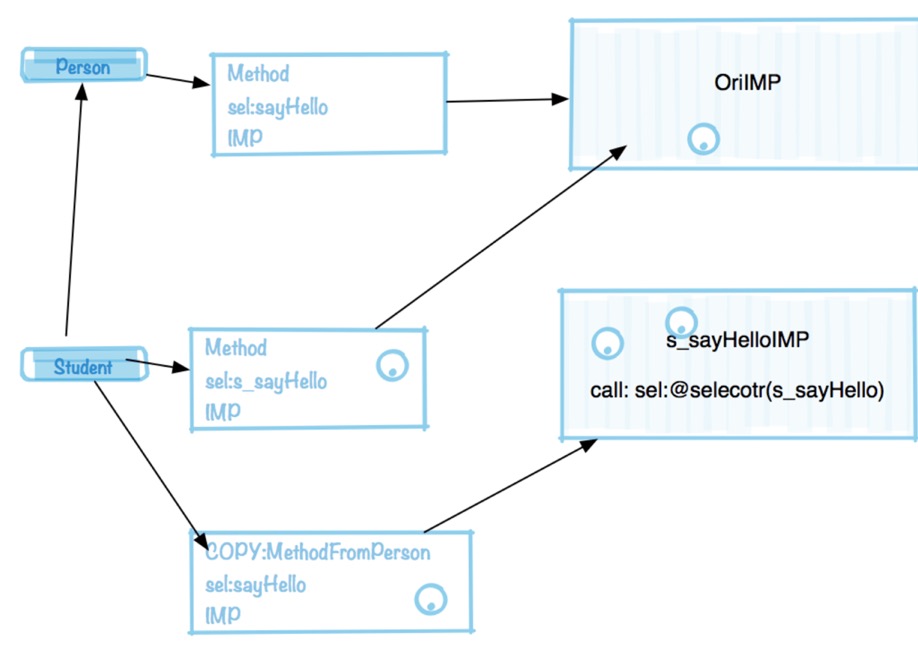 Person
Method
sel:sayHello
IMP
OriIMP
Student
Method
sel:s_sayHello
IMP
s_sayHelloIMP
call: sel:@selecotr(s_sayHello)
COPY:MethodFromPerson
sel:sayHello
IMP